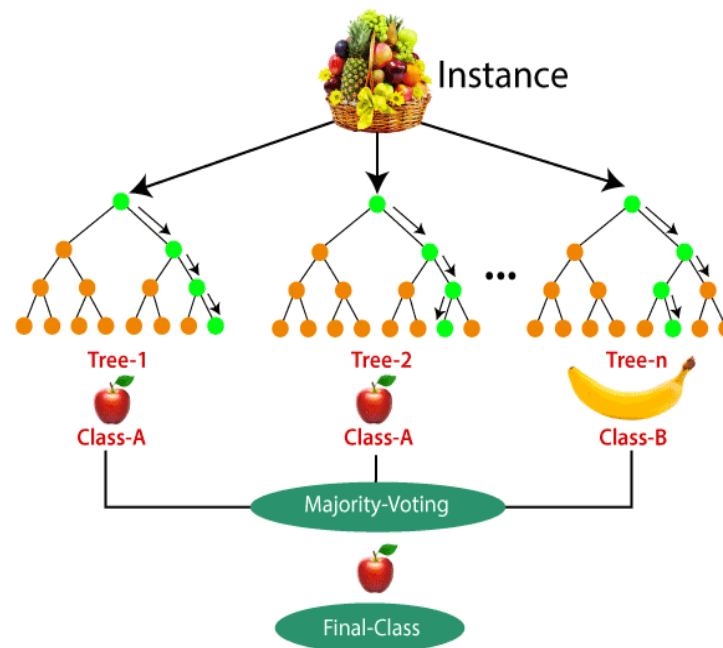 Instance
...
Tree-1
Tree-2
Tree-n
Class-A
Class-A
Class-B
Majority-Voting
Final-Class